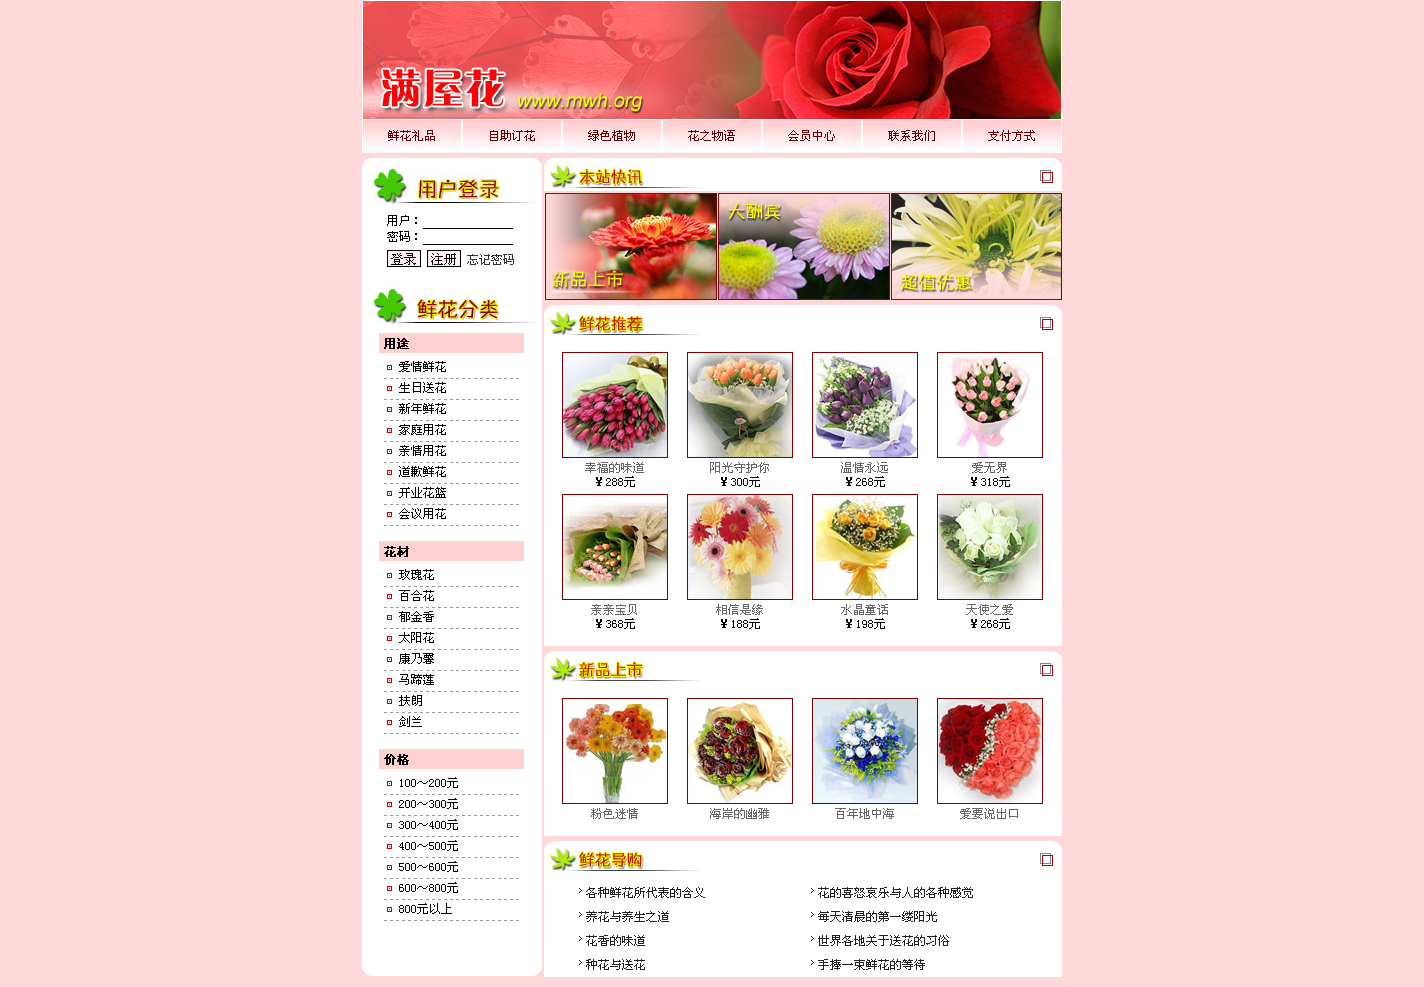 满屋花 www.mwh.org
鲜花礼品 自助订花 绿色植物 花之物语 会员中心 联系我们 支付方式
用户登录
用户：
密码：
登录 注册 忘记密码
鲜花分类
用途
爱情鲜花
生日送花
新年鲜花
家庭用花
亲情用花
道歉鲜花
开业花篮
会议用花
花材
玫瑰花
百合花
郁金香
太阳花
康乃馨
马蹄莲
扶朗
剑兰
价格
100～200元
200～300元
300～400元
400～500元
500～600元
600～800元
800元以上
本站快讯
新品上市
大酬宾
超值优惠
鲜花推荐
幸福的味道 阳光守护你 温情永远 爱无界
￥288元 ￥300元 ￥268元 ￥318元
亲亲宝贝 相信是缘 水晶童话 天使之爱
￥368元 ￥188元 ￥198元 ￥268元
新品上市
粉色迷情 海岸的幽雅 百年地中海 爱要说出口
鲜花导购
各种鲜花所代表的含义 花的喜怒哀乐与人的各种感觉
养花与养生之道 每天清晨的第一缕阳光
花香的味道 世界各地关于送花的习俗
种花与送花 手捧一束鲜花的等待